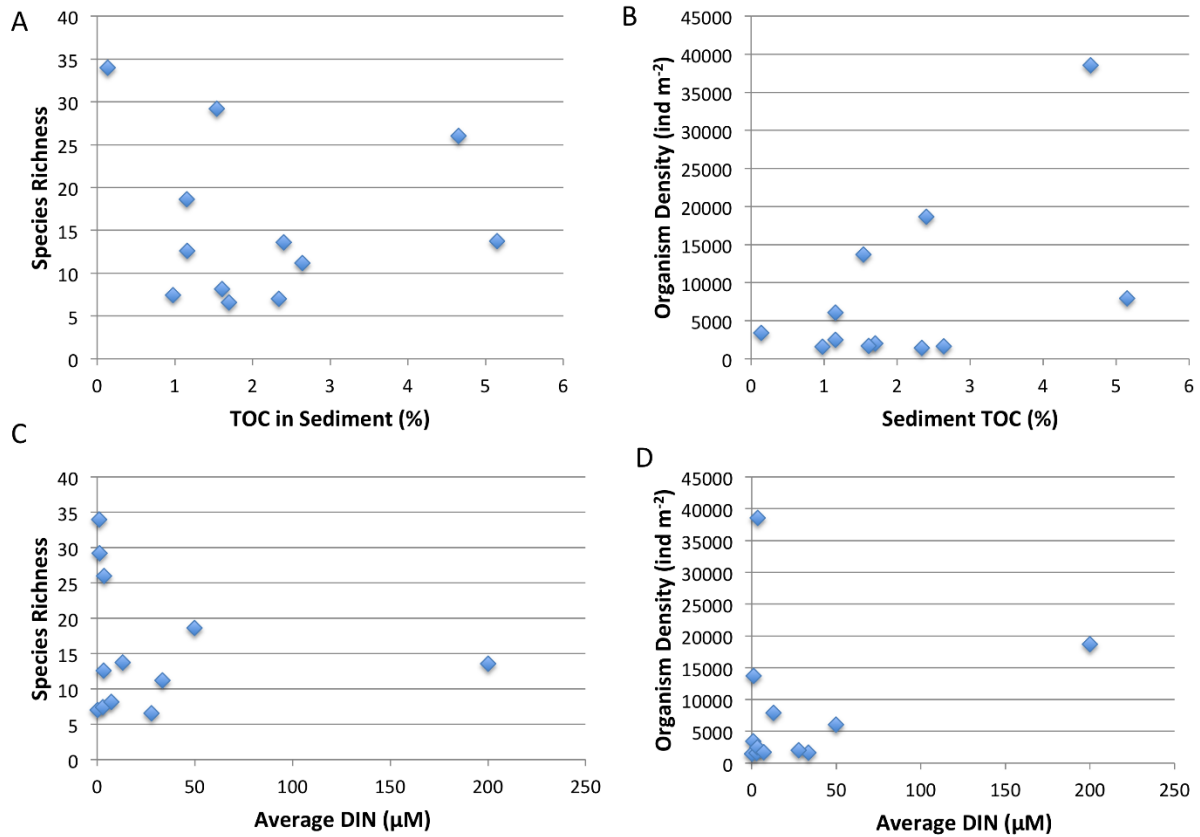 A
40
35
30
25
20
15
10
5
0
Species Richness
0 1 2 3 4 5 6
TOC in Sediment (%)
B
45000
40000
35000
30000
25000
20000
15000
10000
5000
0
Organism Density (ind m⁻²)
0 1 2 3 4 5 6
Sediment TOC (%)
C
40
35
30
25
20
15
10
5
0
Species Richness
0 50 100 150 200 250
Average DIN (µM)
D
45000
40000
35000
30000
25000
20000
15000
10000
5000
0
Organism Density (ind m⁻²)
0 50 100 150 200 250
Average DIN (µM)